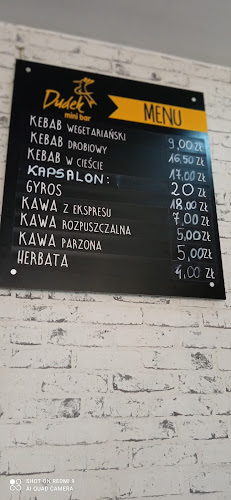 Dudek
mini bar
MENU
KEBAB WEGETARIAŃSKI 9,00 ZŁ
KEBAB DROBIOWY 16,50 ZŁ
KEBAB W CIEŚCIE 17,00 ZŁ
KAPSALON: 20 ZŁ
GYROS 18,00 ZŁ
KAWA Z EKSPRESU 7,00 ZŁ
KAWA ROZPUSZCZALNA 5,00 ZŁ
KAWA PARZONA 5,00 ZŁ
HERBATA 4,00 ZŁ
SHOT ON REDMI 9
AI QUAD CAMERA